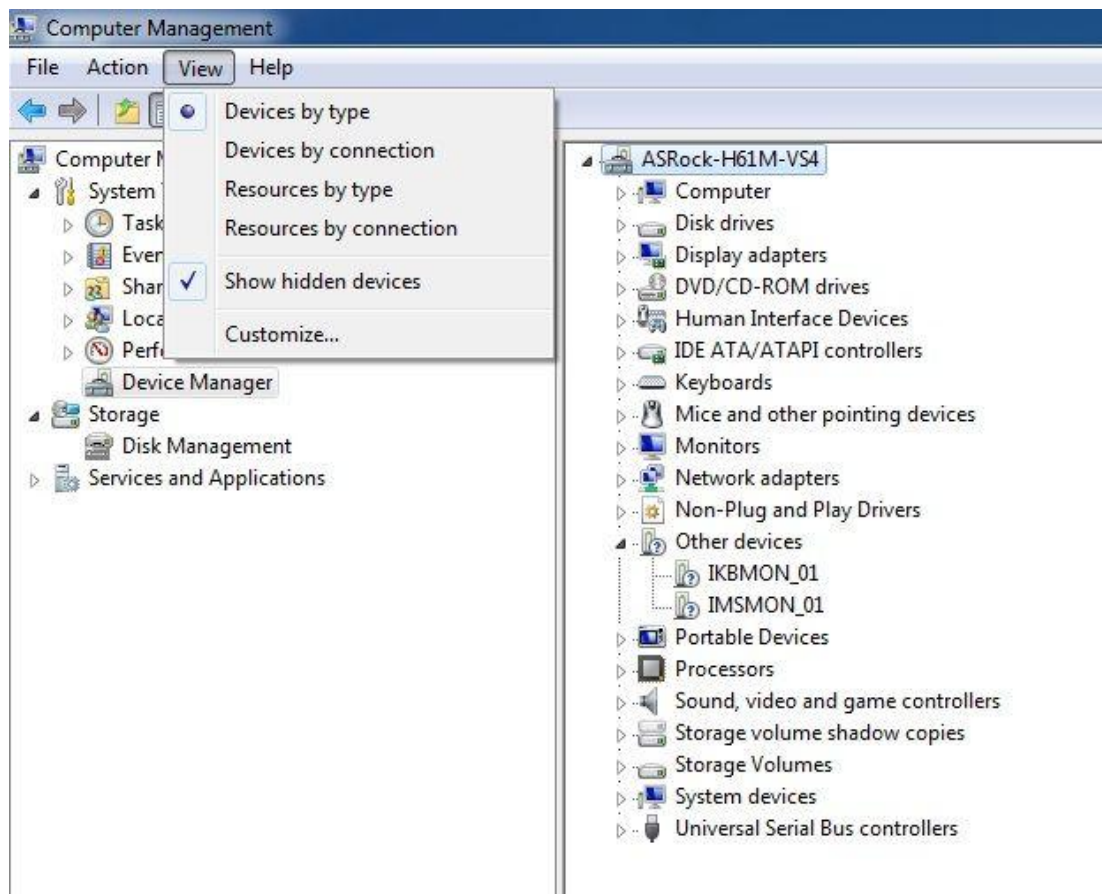 Computer Management
File Action View Help
Devices by type
Devices by connection
Resources by type
Resources by connection
Show hidden devices
Customize...
Computer M
System
Task
Even
Shar
Loca
Perf
Device Manager
Storage
Disk Management
Services and Applications
ASRock-H61M-VS4
Computer
Disk drives
Display adapters
DVD/CD-ROM drives
Human Interface Devices
IDE ATA/ATAPI controllers
Keyboards
Mice and other pointing devices
Monitors
Network adapters
Non-Plug and Play Drivers
Other devices
IKBMON_01
IMSMON_01
Portable Devices
Processors
Sound, video and game controllers
Storage volume shadow copies
Storage Volumes
System devices
Universal Serial Bus controllers